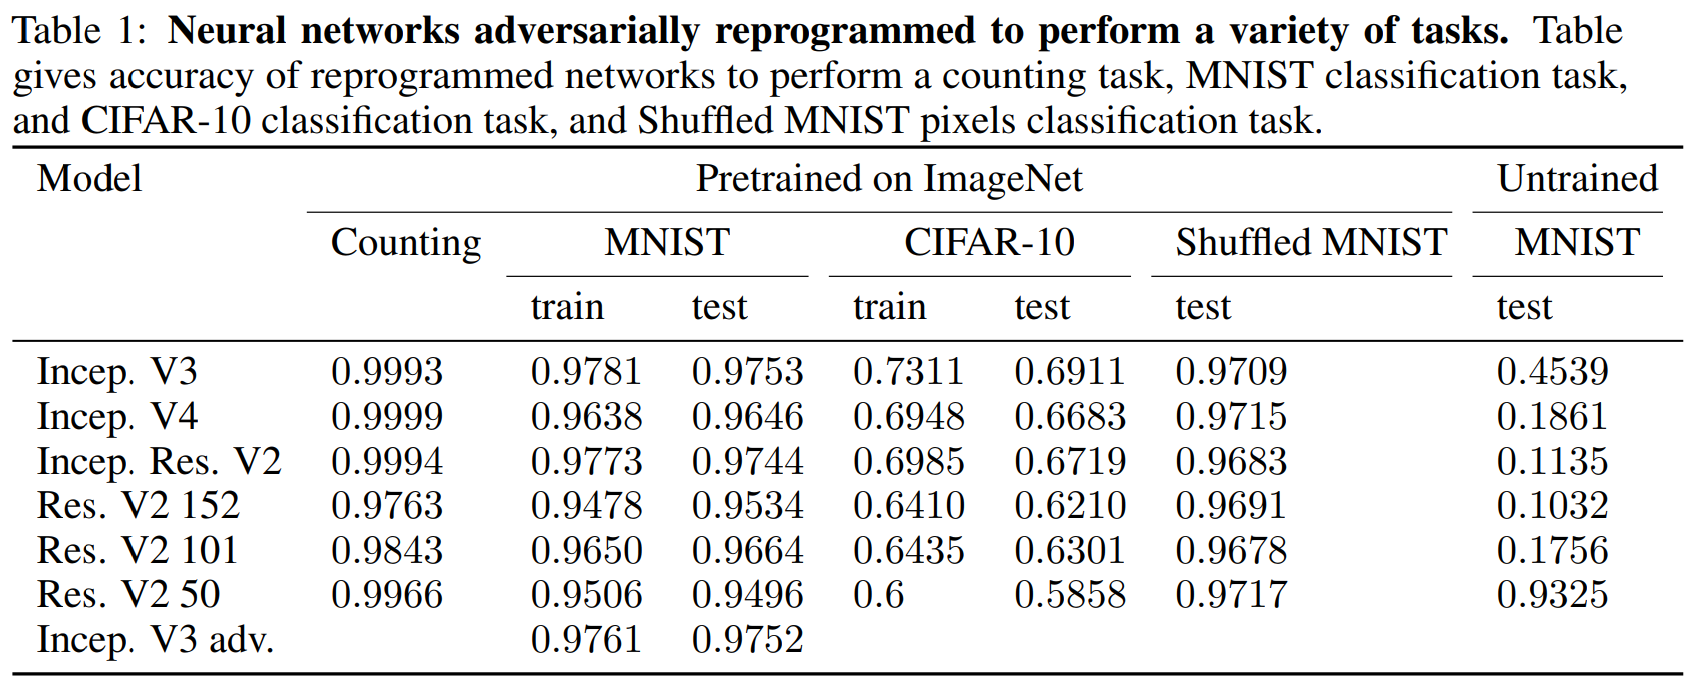 Table 1: Neural networks adversarially reprogrammed to perform a variety of tasks. Table
gives accuracy of reprogrammed networks to perform a counting task, MNIST classification task,
and CIFAR-10 classification task, and Shuffled MNIST pixels classification task.
Model Pretrained on ImageNet Untrained
Counting MNIST CIFAR-10 Shuffled MNIST MNIST
train test train test test test
Incep. V3 0.9993 0.9781 0.9753 0.7311 0.6911 0.9709 0.4539
Incep. V4 0.9999 0.9638 0.9646 0.6948 0.6683 0.9715 0.1861
Incep. Res. V2 0.9994 0.9773 0.9744 0.6985 0.6719 0.9683 0.1135
Res. V2 152 0.9763 0.9478 0.9534 0.6410 0.6210 0.9691 0.1032
Res. V2 101 0.9843 0.9650 0.9664 0.6435 0.6301 0.9678 0.1756
Res. V2 50 0.9966 0.9506 0.9496 0.6 0.5858 0.9717 0.9325
Incep. V3 adv. 0.9761 0.9752